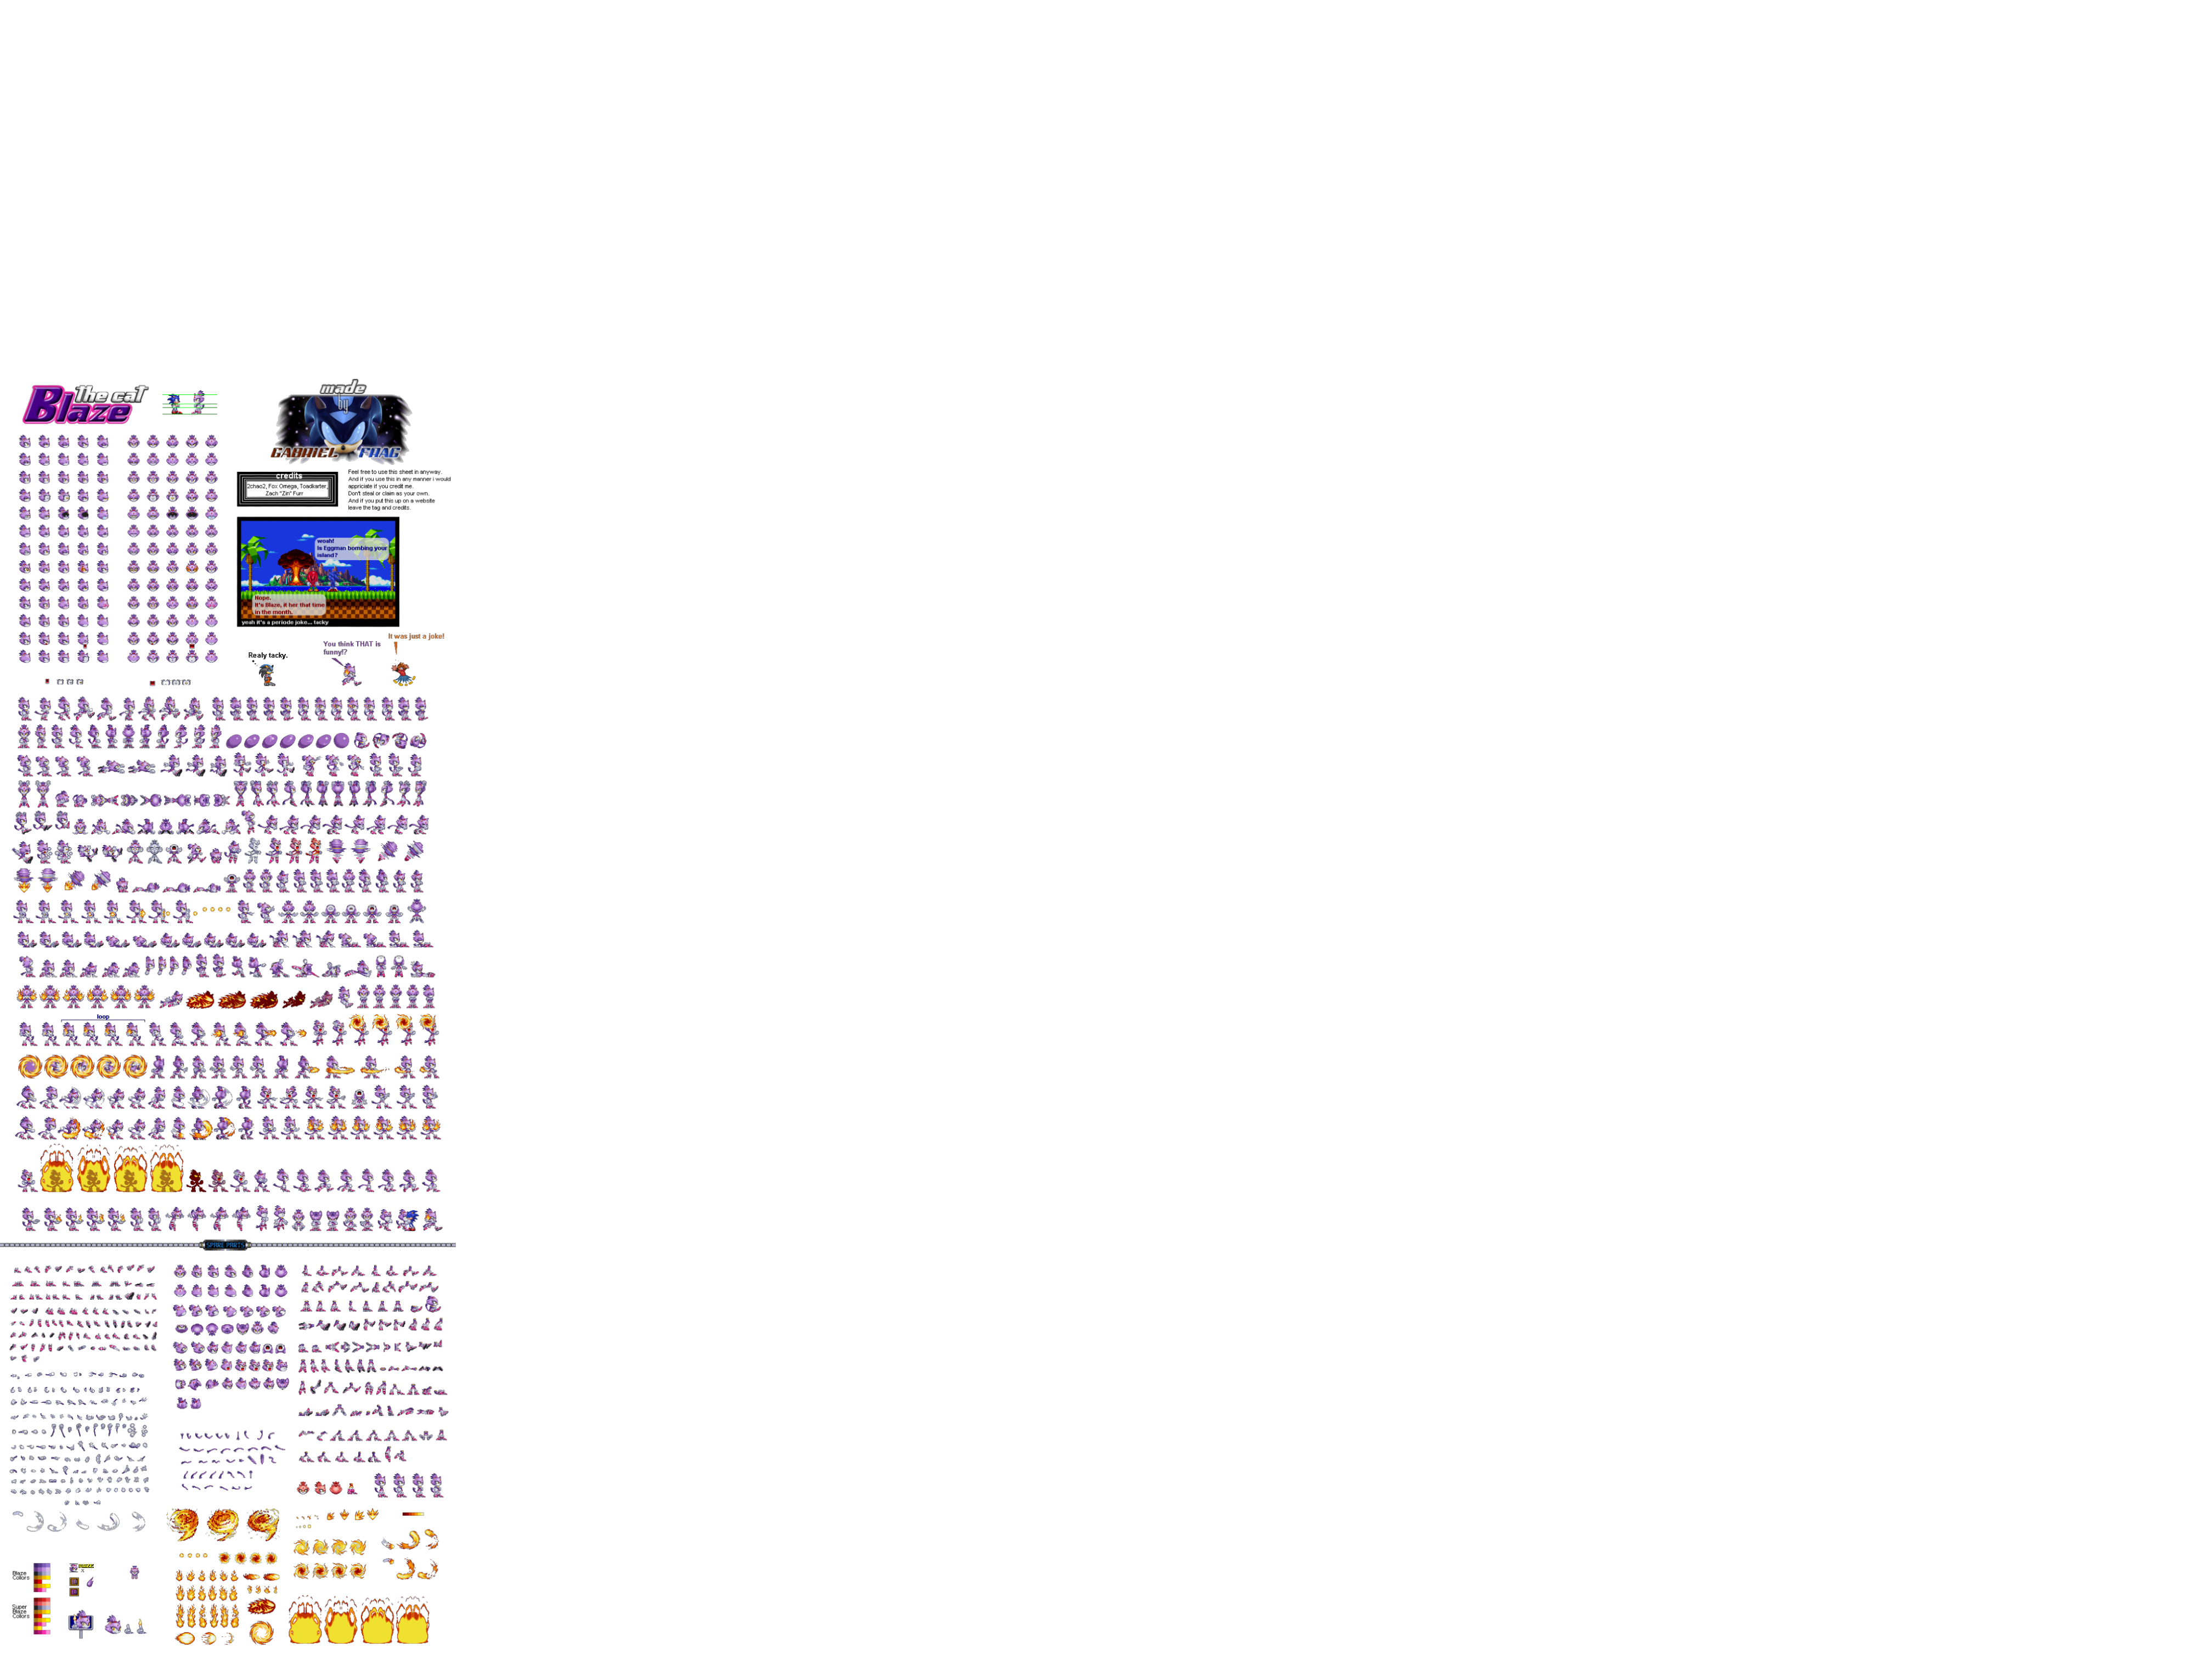 the cat
Blaze
made
by
GABRIEL FRAG
credits
2chao2, Fox Omega, Toadkarter,
Zach "Zin" Furr
Feel free to use this sheet in anyway.
And if you use this in any manner i would
appriciate if you credit me.
Don't steal or claim as your own.
And if you put this up on a website
leave the tag and credits.
woah!
Is Eggman bombing your
island?
Nope.
It's Blaze, it her that time
in the month.
yeah it's a periode joke... tacky
Realy tacky.
You think THAT is
funny!?
It was just a joke!
loop
SPARE PARTS
Blaze
Colors
Super
Blaze
Colors